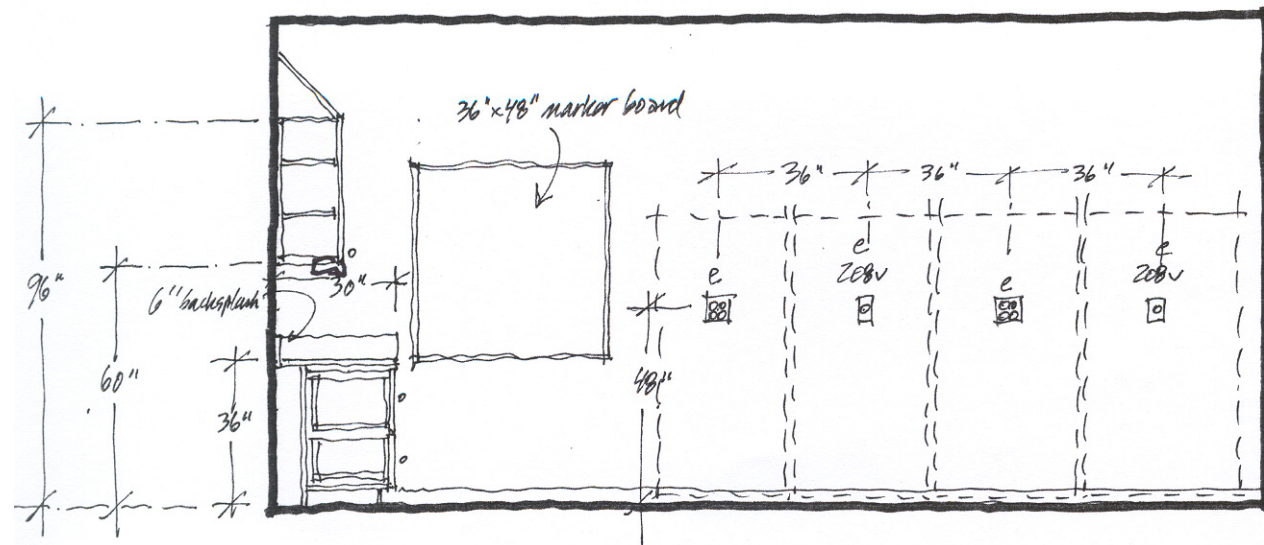 36"x48" marker board
36" 36" 36"
e 208v
e 208v
e
e
96"
6" backsplash
30"
60"
36"
48"